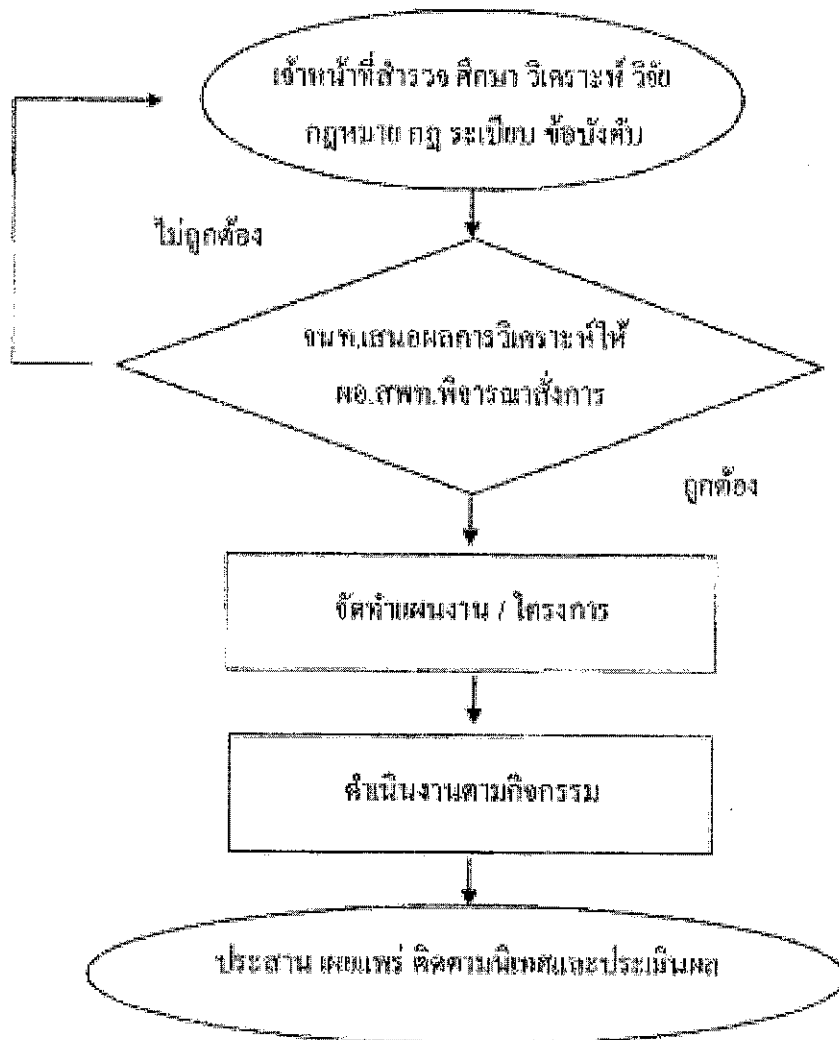 เจ้าหน้าที่สำรวจ ศึกษา วิเคราะห์ วิจัย
กฎหมาย กฎ ระเบียบ ข้อบังคับ
ไม่ถูกต้อง
จนท.เสนอผลการวิเคราะห์ให้
ผอ.สพท.พิจารณาสั่งการ
ถูกต้อง
จัดทำแผนงาน / โครงการ
ดำเนินงานตามกิจกรรม
ประสาน เผยแพร่ ติดตามนิเทศและประเมินผล